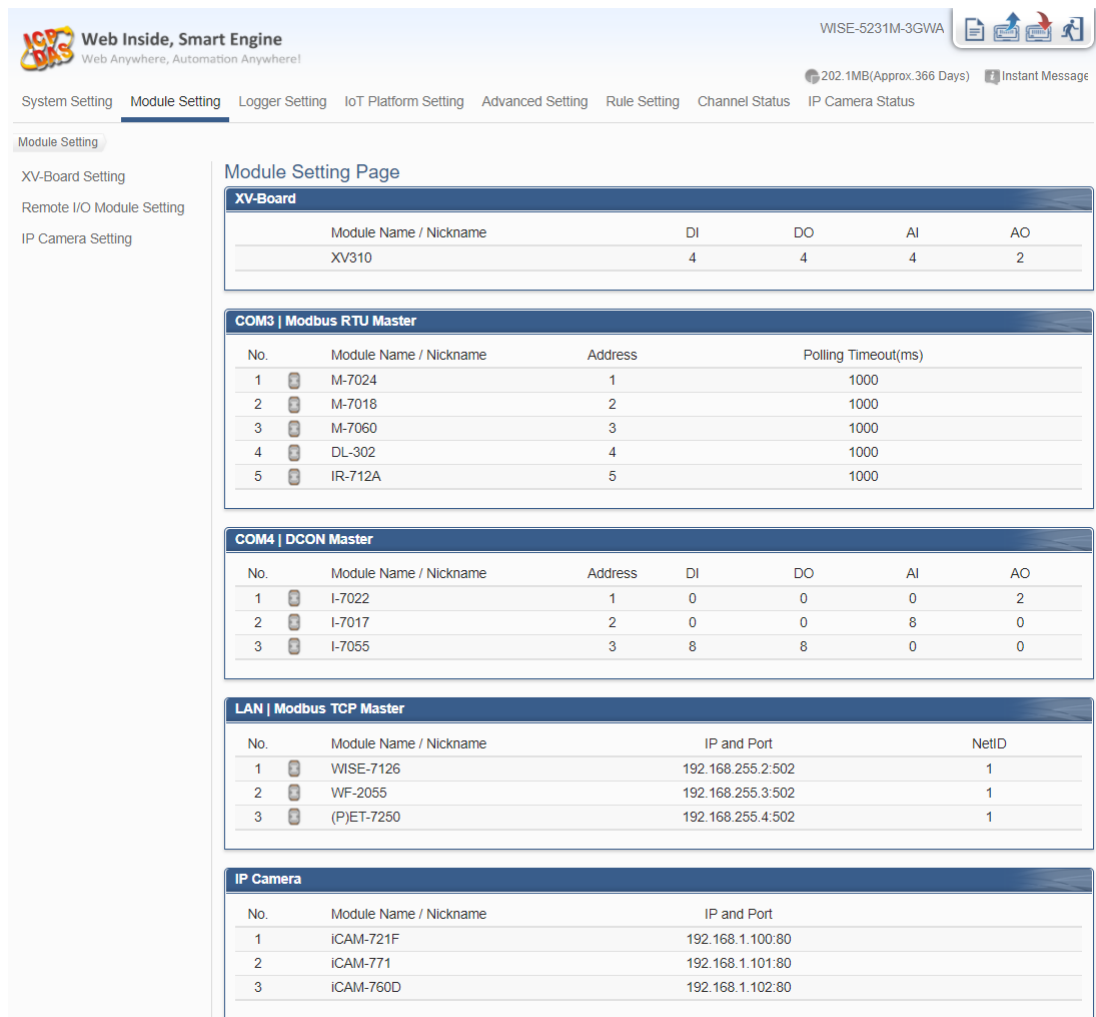 ICP DAS
Web Inside, Smart Engine
Web Anywhere, Automation Anywhere!
WISE-5231M-3GWA
202.1MB(Approx.366 Days) Instant Message
System Setting Module Setting Logger Setting IoT Platform Setting Advanced Setting Rule Setting Channel Status IP Camera Status
Module Setting
XV-Board Setting
Remote I/O Module Setting
IP Camera Setting
Module Setting Page
XV-Board
Module Name / Nickname DI DO AI AO
XV310 4 4 4 2
COM3 | Modbus RTU Master
No. Module Name / Nickname Address Polling Timeout(ms)
1 M-7024 1 1000
2 M-7018 2 1000
3 M-7060 3 1000
4 DL-302 4 1000
5 IR-712A 5 1000
COM4 | DCON Master
No. Module Name / Nickname Address DI DO AI AO
1 I-7022 1 0 0 0 2
2 I-7017 2 0 0 8 0
3 I-7055 3 8 8 0 0
LAN | Modbus TCP Master
No. Module Name / Nickname IP and Port NetID
1 WISE-7126 192.168.255.2:502 1
2 WF-2055 192.168.255.3:502 1
3 (P)ET-7250 192.168.255.4:502 1
IP Camera
No. Module Name / Nickname IP and Port
1 iCAM-721F 192.168.1.100:80
2 iCAM-771 192.168.1.101:80
3 iCAM-760D 192.168.1.102:80